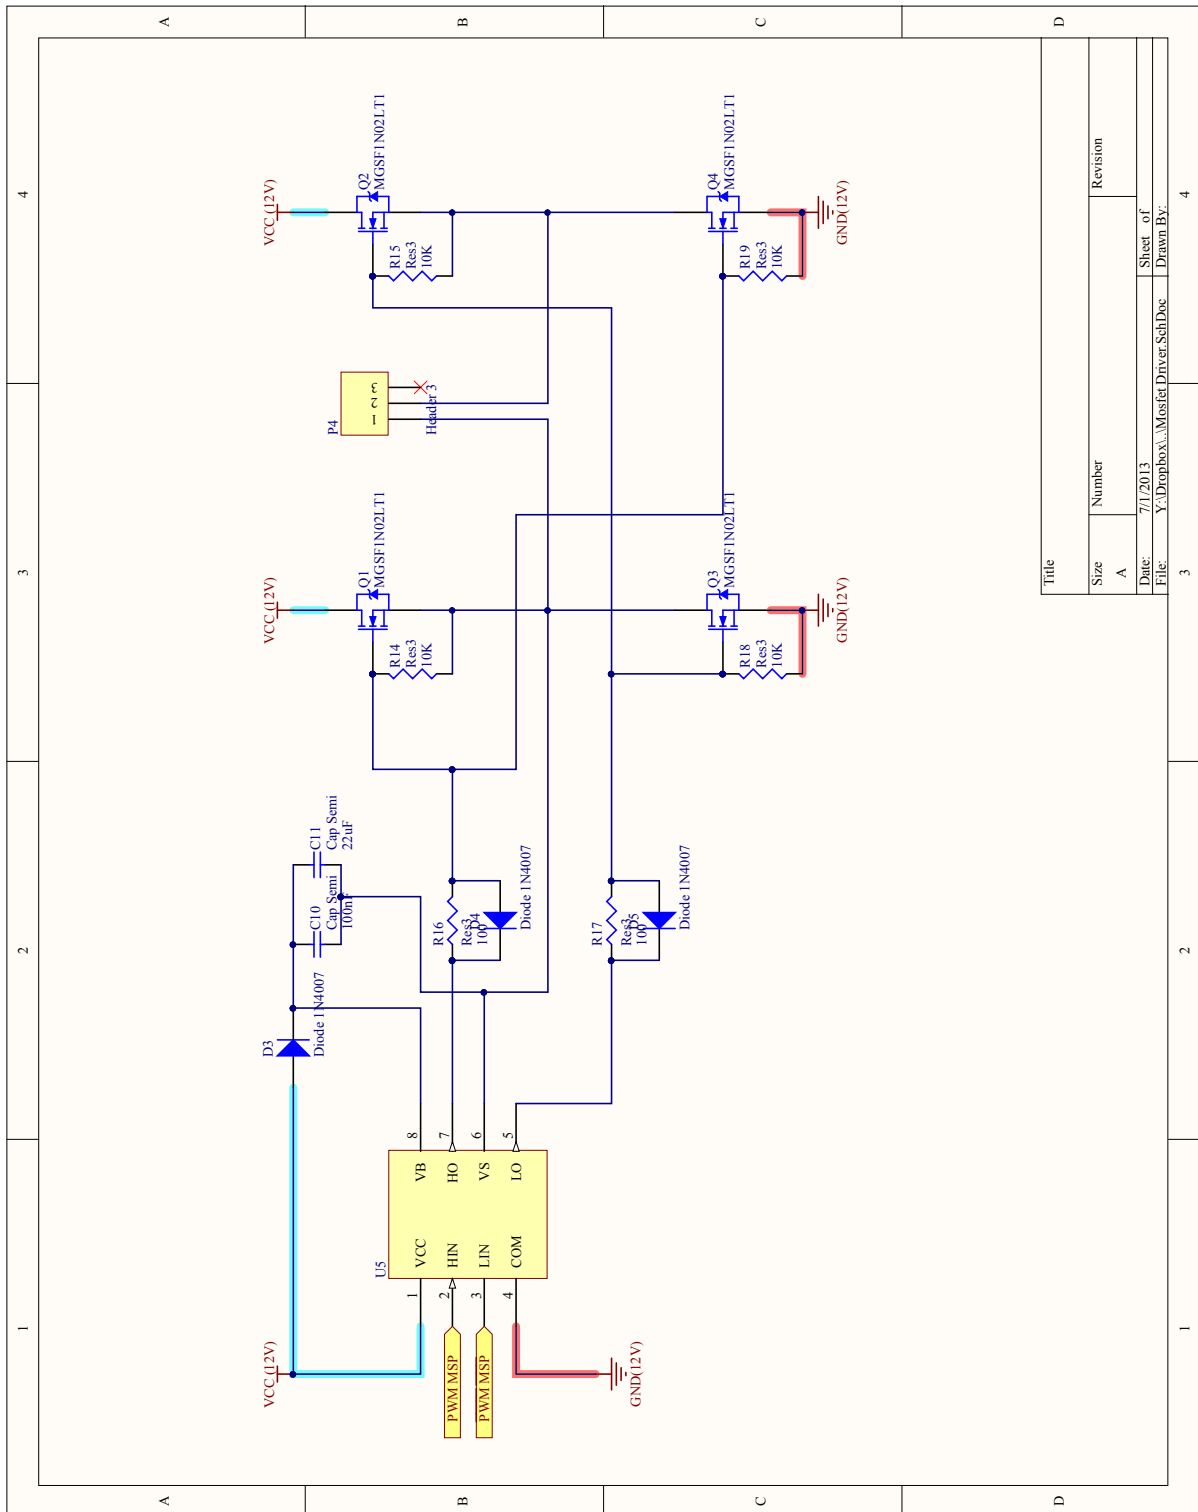 1
2
3
4
A
A
B
B
C
C
D
D
VCC (12V)
D3
Diode 1N4007
C10
Cap Semi
100nF
C11
Cap Semi
22uF
VCC (12V)
Q1
MGSF1N02LT1
R14
Res3
10K
P4
1
2
3
Header 3
VCC (12V)
Q2
MGSF1N02LT1
R15
Res3
10K
U5
1
VCC
VB
8
PWM MSP
2
HIN
HO
7
PWM MSP
3
LIN
VS
6
4
COM
LO
5
GND(12V)
R16
Res3
100
D4
Diode 1N4007
R17
Res3
100
D5
Diode 1N4007
Q3
MGSF1N02LT1
R18
Res3
10K
GND(12V)
Q4
MGSF1N02LT1
R19
Res3
10K
GND(12V)
Title
Size
Number
Revision
A
Date:
7/1/2013
Sheet of
File:
Y:\Dropbox\..\Mosfet Driver.SchDoc
Drawn By:
1
2
3
4